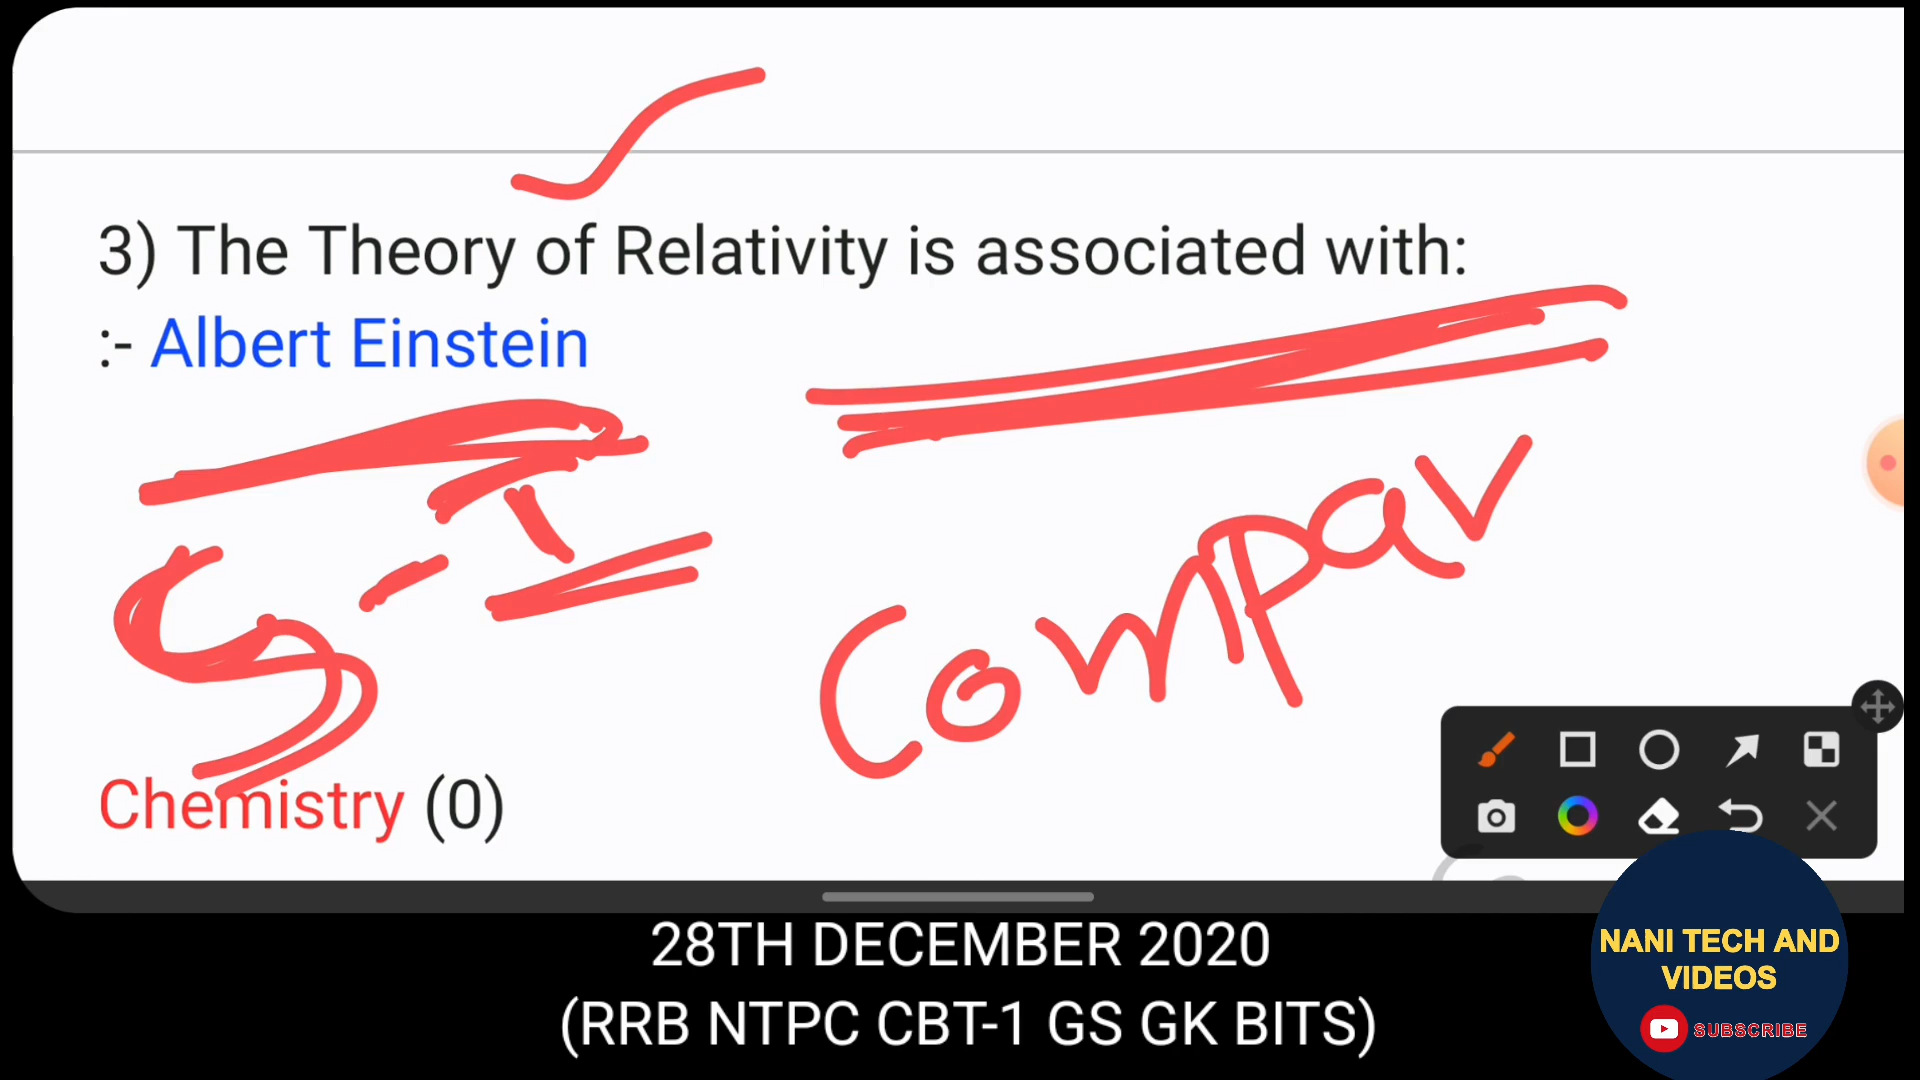 3) The Theory of Relativity is associated with:
:- Albert Einstein
S - I
Compar
Chemistry (0)
28TH DECEMBER 2020
(RRB NTPC CBT-1 GS GK BITS)
NANI TECH AND
VIDEOS
SUBSCRIBE